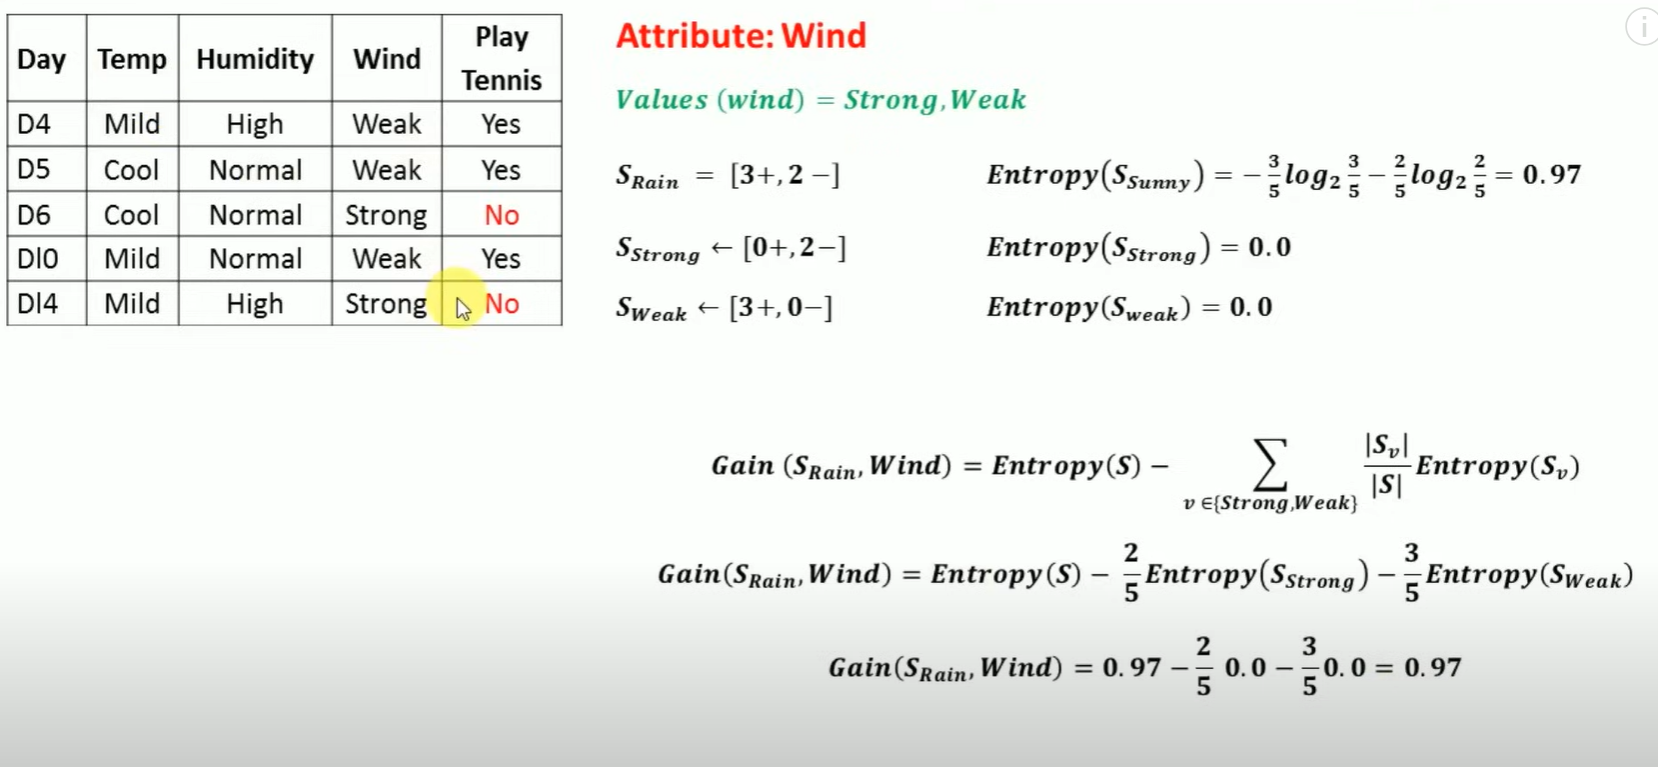 Day Temp Humidity Wind Play Tennis
D4 Mild High Weak Yes
D5 Cool Normal Weak Yes
D6 Cool Normal Strong No
Dl0 Mild Normal Weak Yes
Dl4 Mild High Strong No
Attribute: Wind
Values (wind) = Strong, Weak
S_Rain = [3+, 2 −] Entropy(S_Sunny) = − 3/5 log₂ 3/5 − 2/5 log₂ 2/5 = 0.97
S_Strong ← [0+, 2−] Entropy(S_Strong) = 0.0
S_Weak ← [3+, 0−] Entropy(S_weak) = 0.0
Gain (S_Rain, Wind) = Entropy(S) − ∑ v ∈{Strong,Weak} |S_v|/|S| Entropy(S_v)
Gain(S_Rain, Wind) = Entropy(S) − 2/5 Entropy(S_Strong) − 3/5 Entropy(S_Weak)
Gain(S_Rain, Wind) = 0.97 − 2/5 0.0 − 3/5 0.0 = 0.97